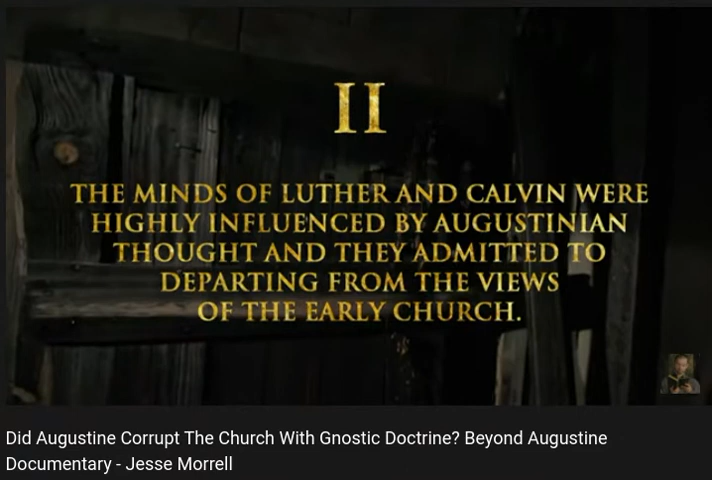 II
THE MINDS OF LUTHER AND CALVIN WERE
HIGHLY INFLUENCED BY AUGUSTINIAN
THOUGHT AND THEY ADMITTED TO
DEPARTING FROM THE VIEWS
OF THE EARLY CHURCH.
Did Augustine Corrupt The Church With Gnostic Doctrine? Beyond Augustine
Documentary - Jesse Morrell